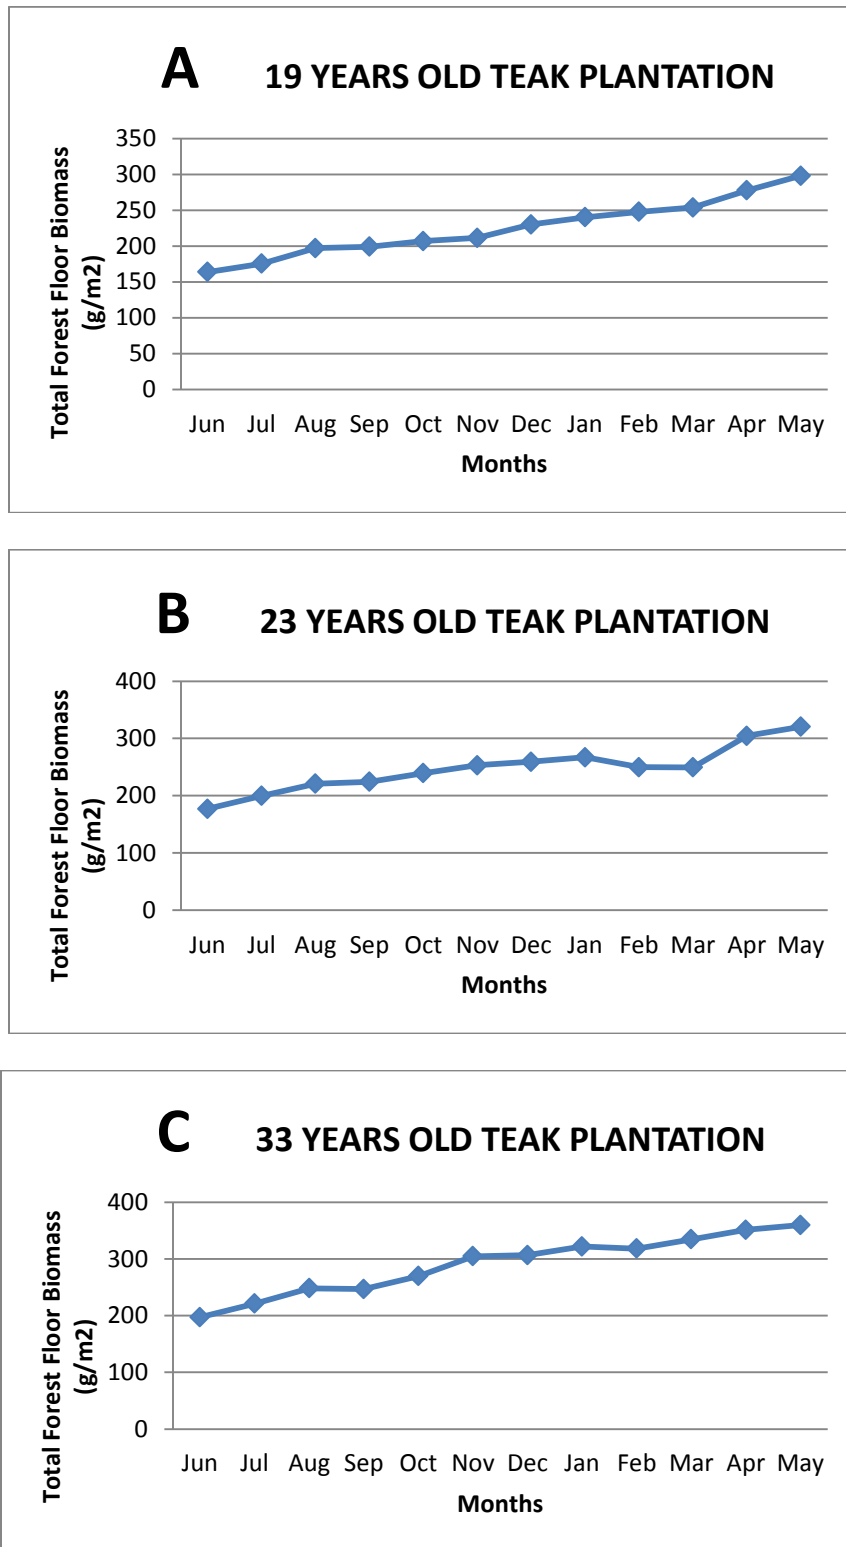 A 19 YEARS OLD TEAK PLANTATION
Total Forest Floor Biomass
(g/m2)
350
300
250
200
150
100
50
0
Jun Jul Aug Sep Oct Nov Dec Jan Feb Mar Apr May
Months
B 23 YEARS OLD TEAK PLANTATION
Total Forest Floor Biomass
(g/m2)
400
300
200
100
0
Jun Jul Aug Sep Oct Nov Dec Jan Feb Mar Apr May
Months
C 33 YEARS OLD TEAK PLANTATION
Total Forest Floor Biomass
(g/m2)
400
300
200
100
0
Jun Jul Aug Sep Oct Nov Dec Jan Feb Mar Apr May
Months